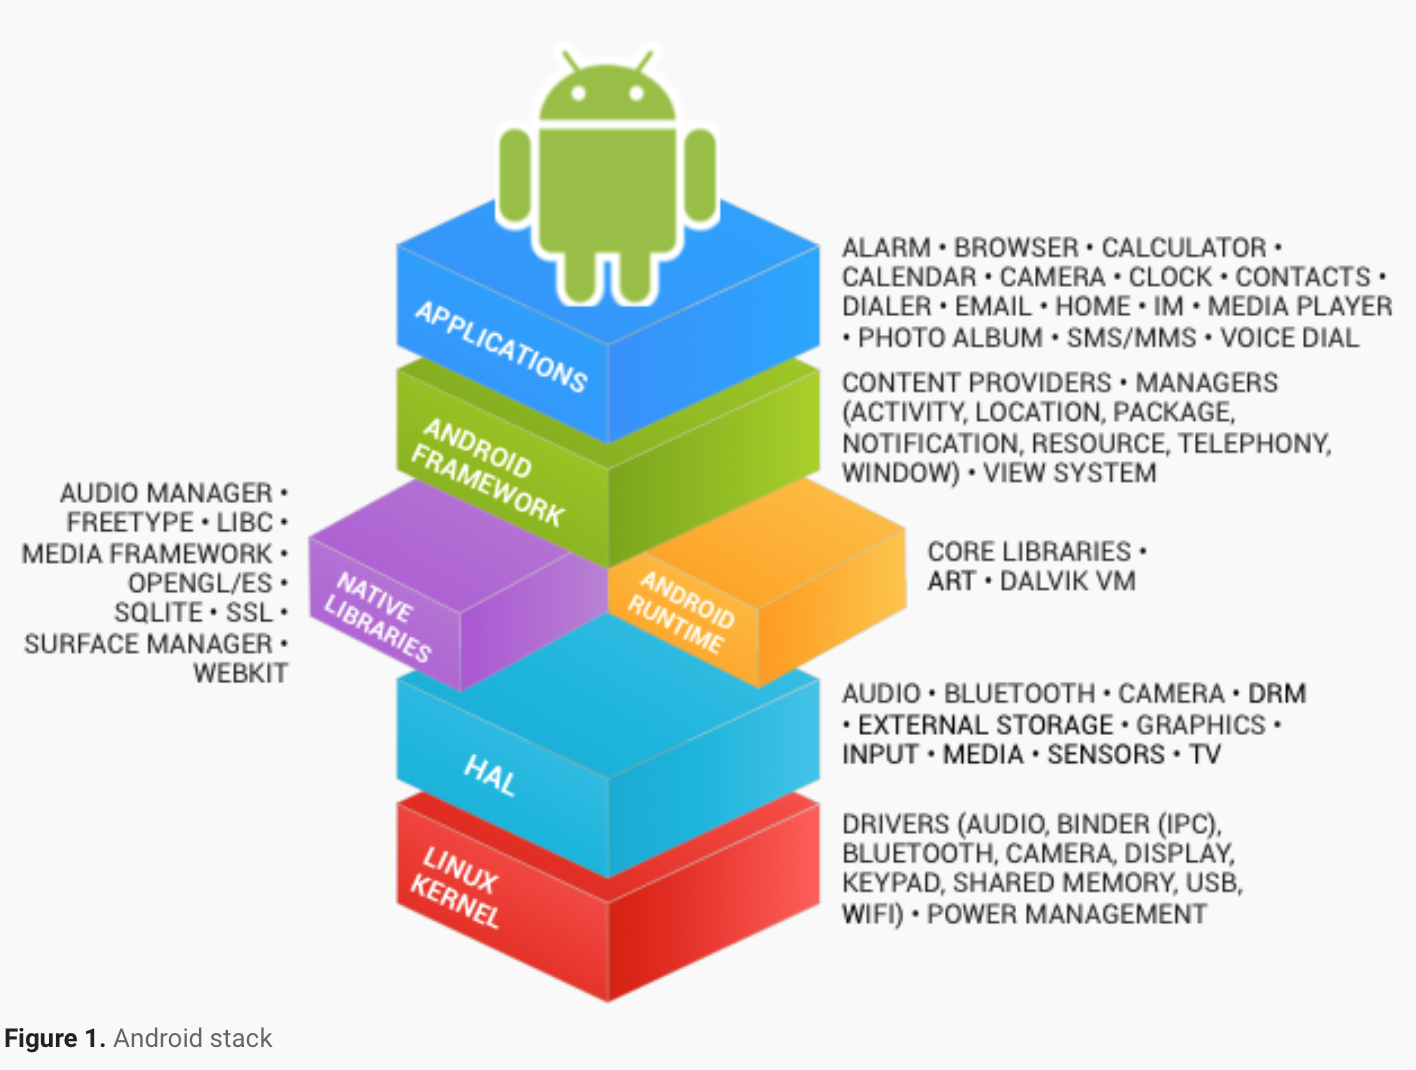 ALARM • BROWSER • CALCULATOR •
CALENDAR • CAMERA • CLOCK • CONTACTS •
DIALER • EMAIL • HOME • IM • MEDIA PLAYER
• PHOTO ALBUM • SMS/MMS • VOICE DIAL
APPLICATIONS
CONTENT PROVIDERS • MANAGERS
(ACTIVITY, LOCATION, PACKAGE,
NOTIFICATION, RESOURCE, TELEPHONY,
WINDOW) • VIEW SYSTEM
ANDROID
FRAMEWORK
AUDIO MANAGER •
FREETYPE • LIBC •
MEDIA FRAMEWORK •
OPENGL/ES •
SQLITE • SSL •
SURFACE MANAGER •
WEBKIT
NATIVE
LIBRARIES
ANDROID
RUNTIME
CORE LIBRARIES •
ART • DALVIK VM
HAL
AUDIO • BLUETOOTH • CAMERA • DRM
• EXTERNAL STORAGE • GRAPHICS •
INPUT • MEDIA • SENSORS • TV
LINUX
KERNEL
DRIVERS (AUDIO, BINDER (IPC),
BLUETOOTH, CAMERA, DISPLAY,
KEYPAD, SHARED MEMORY, USB,
WIFI) • POWER MANAGEMENT
Figure 1. Android stack